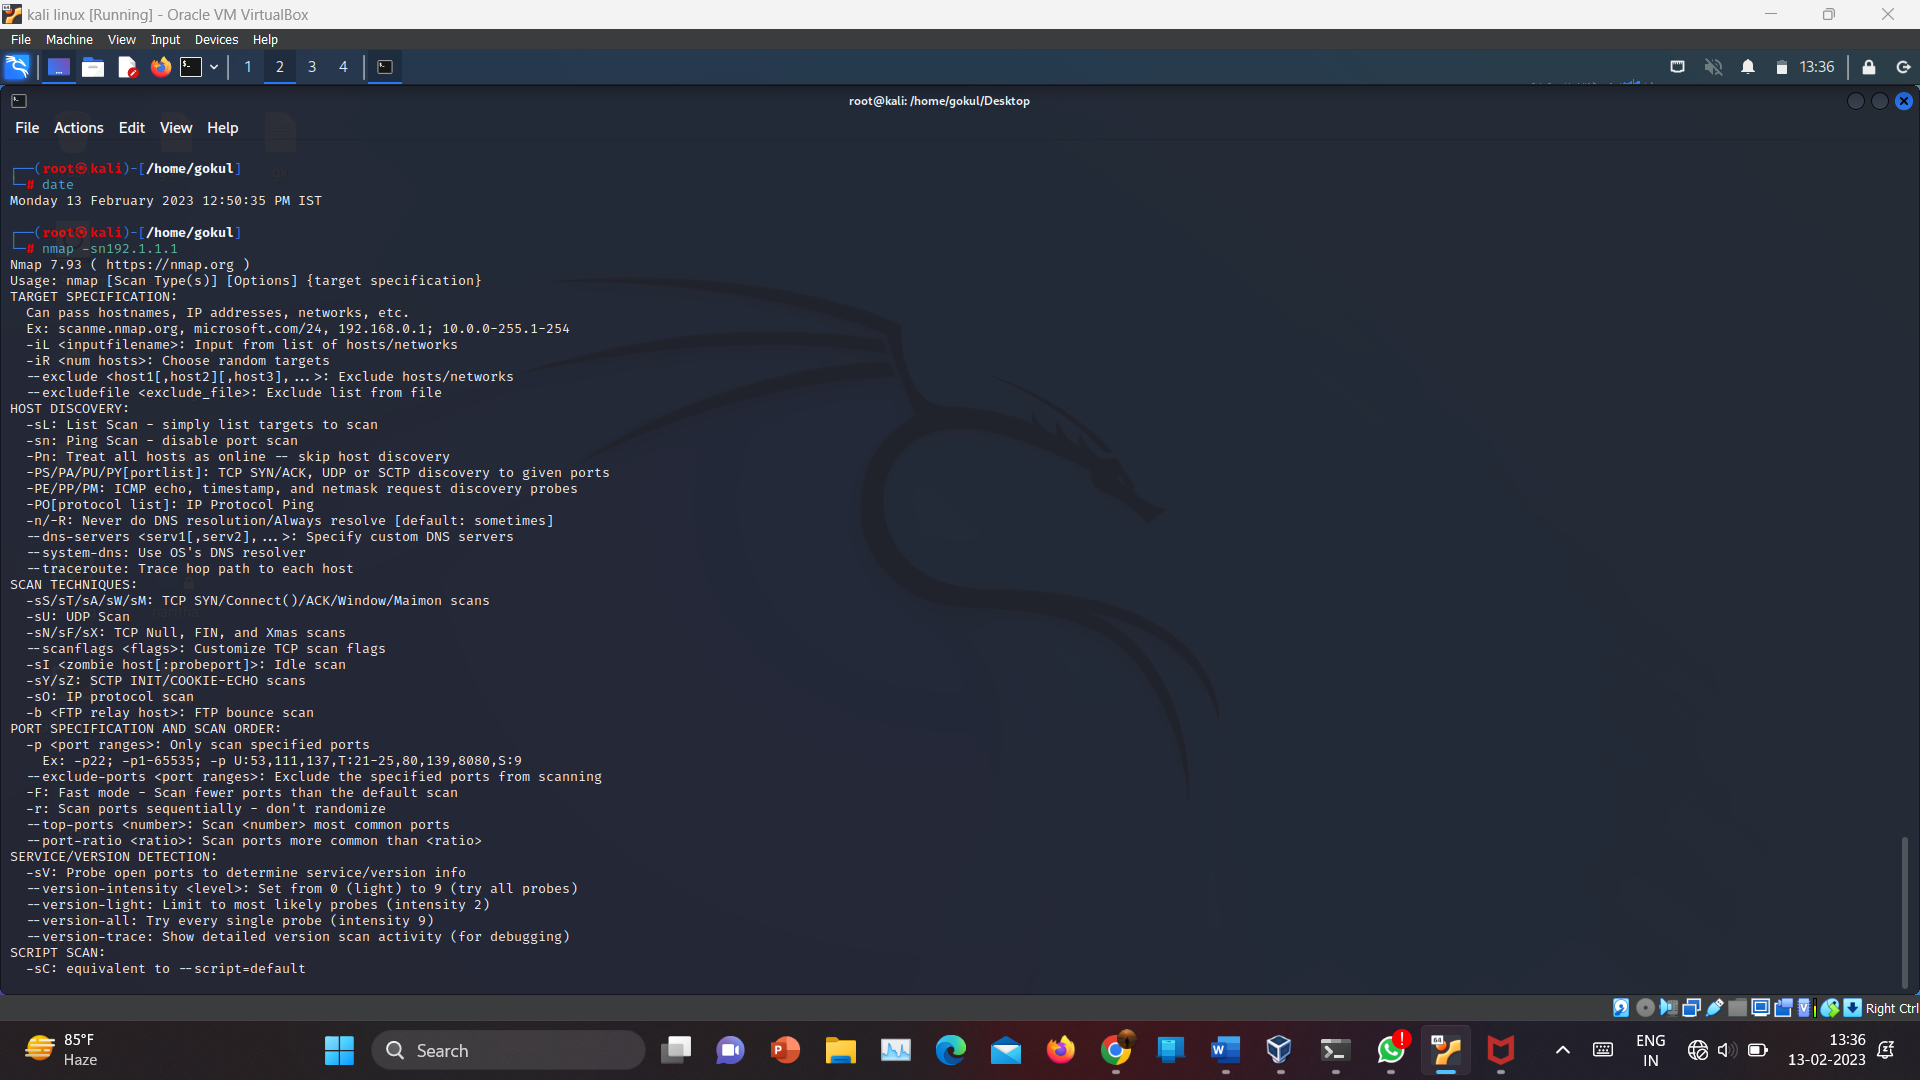 kali linux [Running] - Oracle VM VirtualBox
File Machine View Input Devices Help
1 2 3 4 13:36
root@kali: /home/gokul/Desktop
File Actions Edit View Help
┌──(root㉿kali)-[/home/gokul]
└─# date
Monday 13 February 2023 12:50:35 PM IST
┌──(root㉿kali)-[/home/gokul]
└─# nmap -sn192.1.1.1
Nmap 7.93 ( https://nmap.org )
Usage: nmap [Scan Type(s)] [Options] {target specification}
TARGET SPECIFICATION:
  Can pass hostnames, IP addresses, networks, etc.
  Ex: scanme.nmap.org, microsoft.com/24, 192.168.0.1; 10.0.0-255.1-254
  -iL <inputfilename>: Input from list of hosts/networks
  -iR <num hosts>: Choose random targets
  --exclude <host1[,host2][,host3],...>: Exclude hosts/networks
  --excludefile <exclude_file>: Exclude list from file
HOST DISCOVERY:
  -sL: List Scan - simply list targets to scan
  -sn: Ping Scan - disable port scan
  -Pn: Treat all hosts as online -- skip host discovery
  -PS/PA/PU/PY[portlist]: TCP SYN/ACK, UDP or SCTP discovery to given ports
  -PE/PP/PM: ICMP echo, timestamp, and netmask request discovery probes
  -PO[protocol list]: IP Protocol Ping
  -n/-R: Never do DNS resolution/Always resolve [default: sometimes]
  --dns-servers <serv1[,serv2],...>: Specify custom DNS servers
  --system-dns: Use OS's DNS resolver
  --traceroute: Trace hop path to each host
SCAN TECHNIQUES:
  -sS/sT/sA/sW/sM: TCP SYN/Connect()/ACK/Window/Maimon scans
  -sU: UDP Scan
  -sN/sF/sX: TCP Null, FIN, and Xmas scans
  --scanflags <flags>: Customize TCP scan flags
  -sI <zombie host[:probeport]>: Idle scan
  -sY/sZ: SCTP INIT/COOKIE-ECHO scans
  -sO: IP protocol scan
  -b <FTP relay host>: FTP bounce scan
PORT SPECIFICATION AND SCAN ORDER:
  -p <port ranges>: Only scan specified ports
    Ex: -p22; -p1-65535; -p U:53,111,137,T:21-25,80,139,8080,S:9
  --exclude-ports <port ranges>: Exclude the specified ports from scanning
  -F: Fast mode - Scan fewer ports than the default scan
  -r: Scan ports sequentially - don't randomize
  --top-ports <number>: Scan <number> most common ports
  --port-ratio <ratio>: Scan ports more common than <ratio>
SERVICE/VERSION DETECTION:
  -sV: Probe open ports to determine service/version info
  --version-intensity <level>: Set from 0 (light) to 9 (try all probes)
  --version-light: Limit to most likely probes (intensity 2)
  --version-all: Try every single probe (intensity 9)
  --version-trace: Show detailed version scan activity (for debugging)
SCRIPT SCAN:
  -sC: equivalent to --script=default
Right Ctrl
85°F
Haze
Search
ENG
IN
13:36
13-02-2023